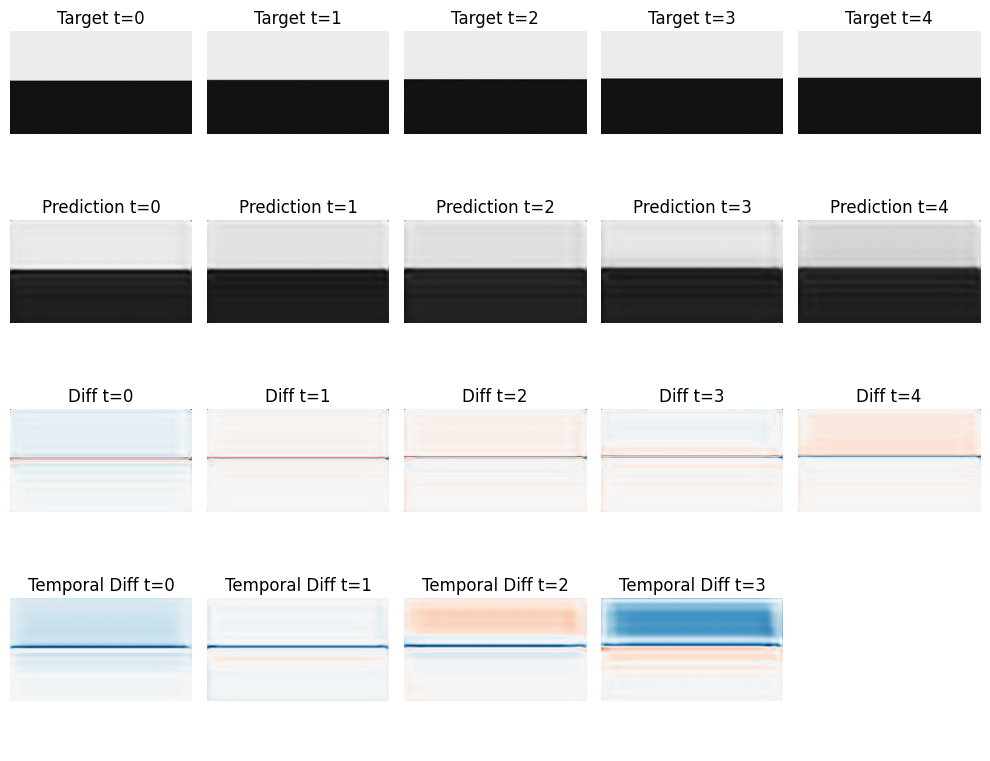 Target t=0 Target t=1 Target t=2 Target t=3 Target t=4
Prediction t=0 Prediction t=1 Prediction t=2 Prediction t=3 Prediction t=4
Diff t=0 Diff t=1 Diff t=2 Diff t=3 Diff t=4
Temporal Diff t=0 Temporal Diff t=1 Temporal Diff t=2 Temporal Diff t=3